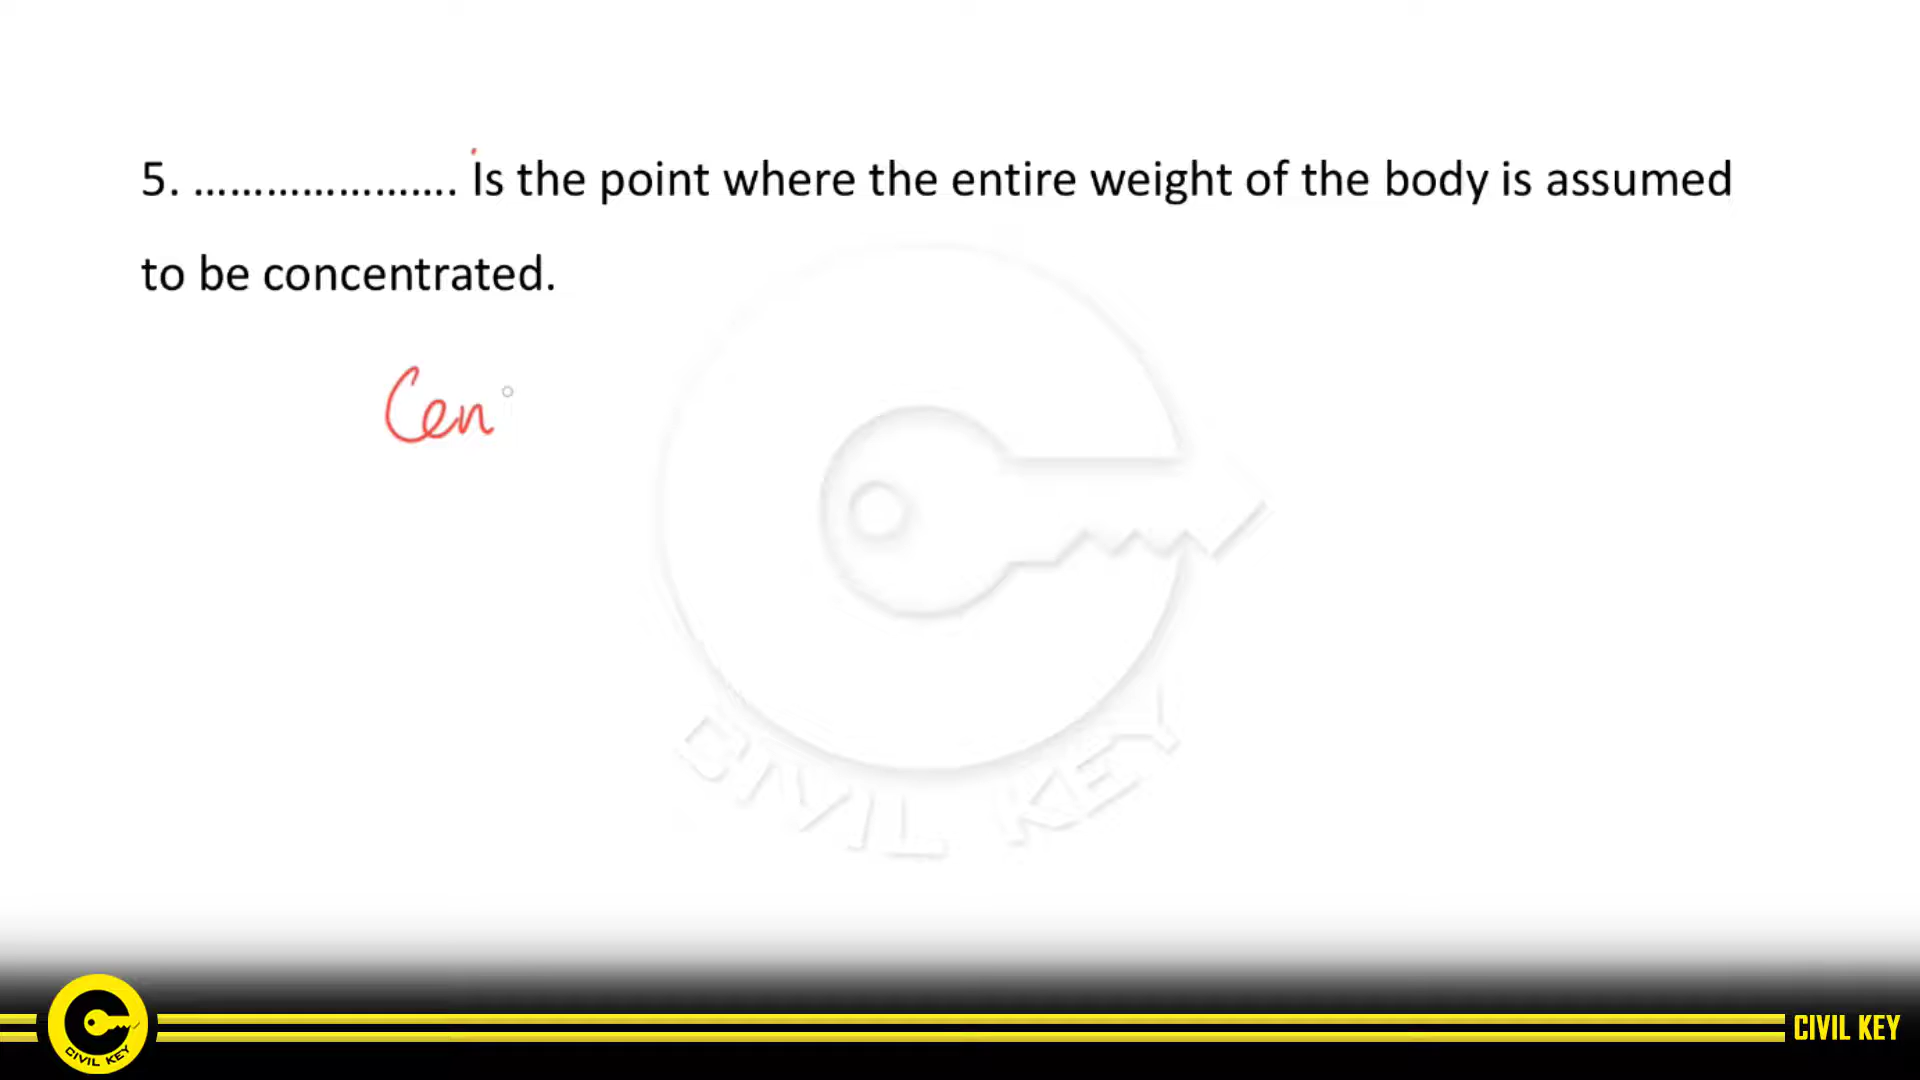 5. ...................... Is the point where the entire weight of the body is assumed
to be concentrated.
Cen
CIVIL KEY
CIVIL KEY
CIVIL KEY